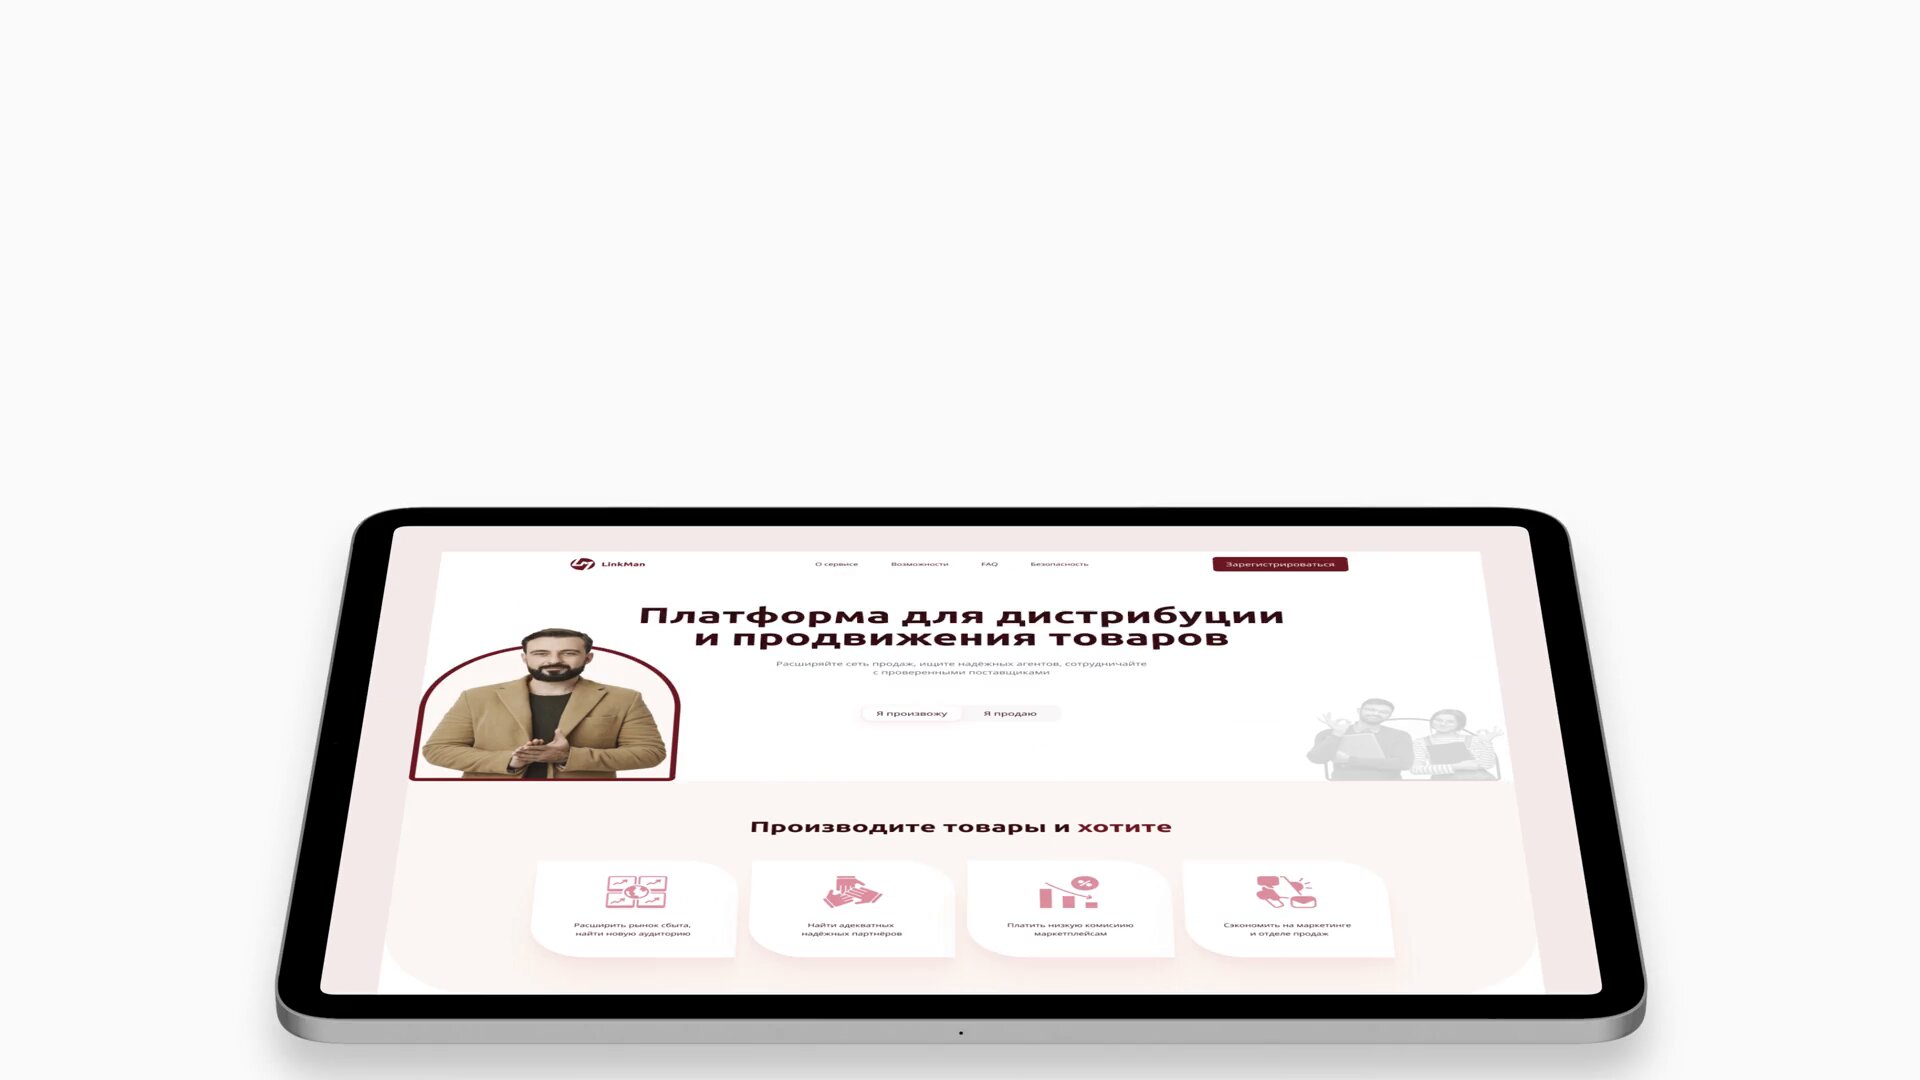 LinkMan
О сервисе
Возможности
FAQ
Безопасность
Зарегистрироваться
Платформа для дистрибуции
и продвижения товаров
Расширяйте сеть продаж, ищите надёжных агентов, сотрудничайте
с проверенными поставщиками
Я произвожу
Я продаю
Производите товары и хотите
Расширить рынок сбыта,
найти новую аудиторию
Найти адекватных
надёжных партнёров
Платить низкую комисиию
маркетплейсам
Сэкономить на маркетинге
и отделе продаж